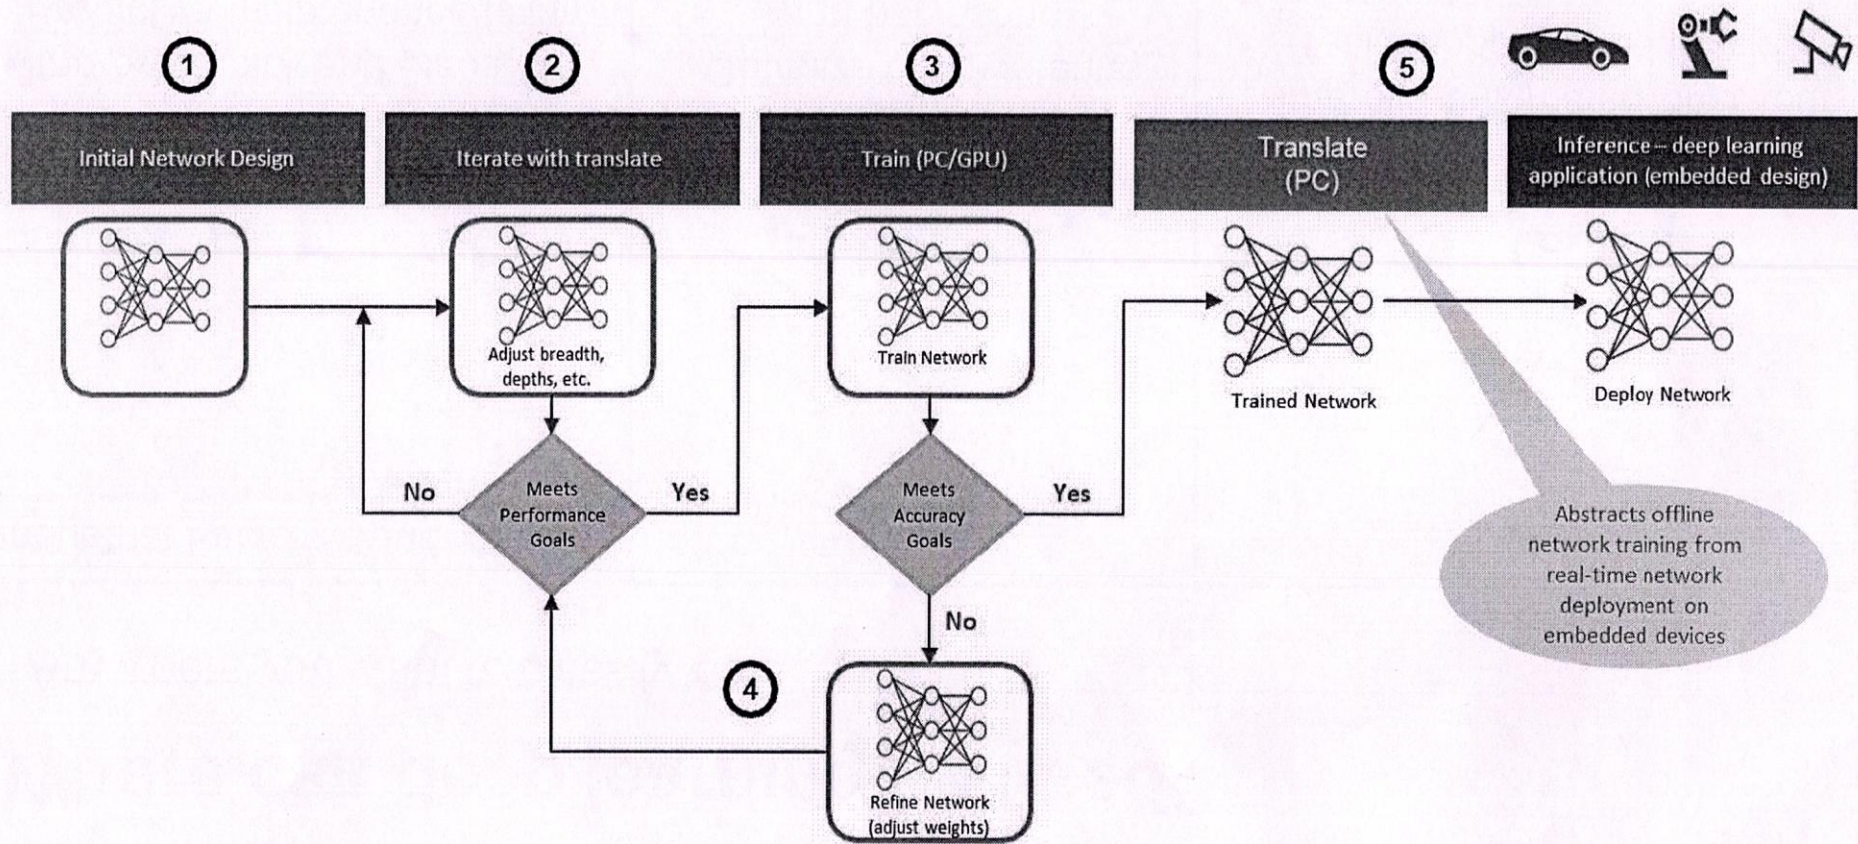 1
2
3
5
Initial Network Design
Iterate with translate
Train (PC/GPU)
Translate
(PC)
Inference – deep learning
application (embedded design)
Adjust breadth,
depths, etc.
Train Network
Trained Network
Deploy Network
No
Meets
Performance
Goals
Yes
Meets
Accuracy
Goals
Yes
No
4
Refine Network
(adjust weights)
Abstracts offline
network training from
real-time network
deployment on
embedded devices